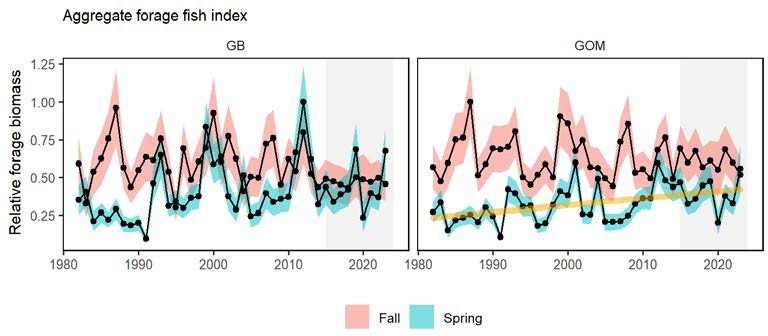 Aggregate forage fish index
GB GOM
Relative forage biomass
1.25
1.00
0.75
0.50
0.25
1980 1990 2000 2010 2020 1980 1990 2000 2010 2020
Fall Spring